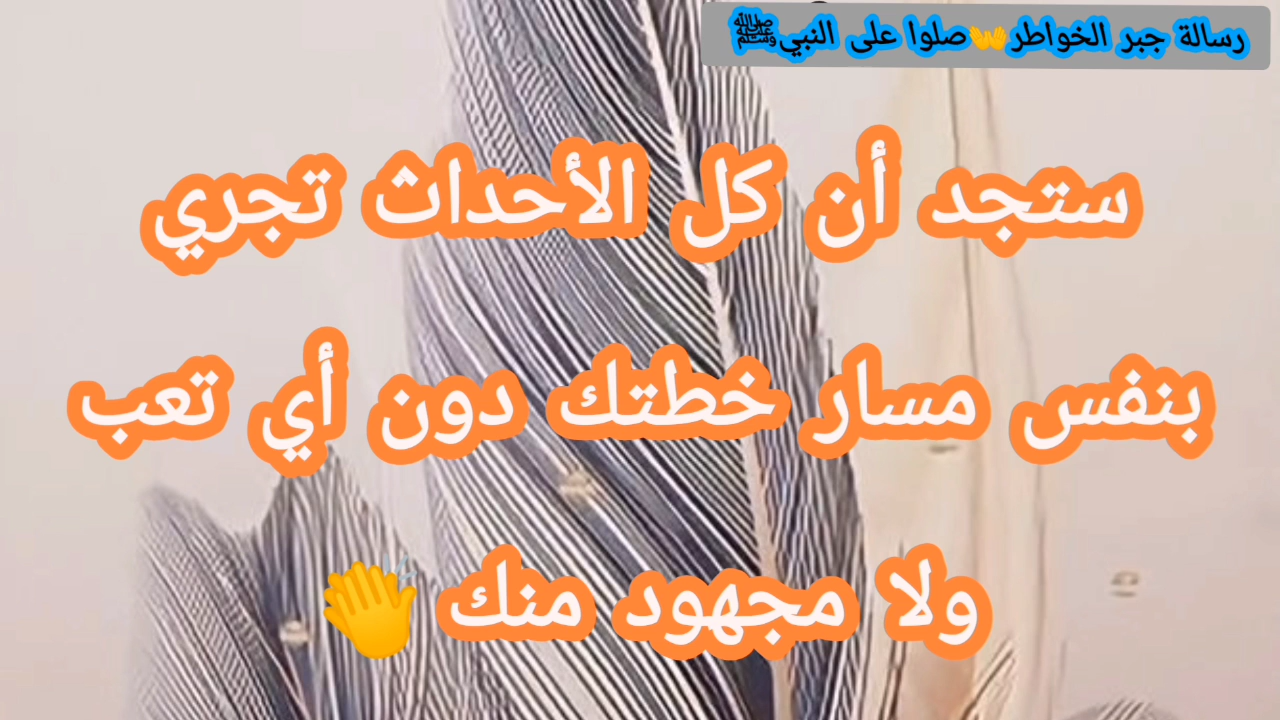 رسالة جبر الخواطر👐صلوا على النبيﷺ
ستجد أن كل الأحداث تجري
بنفس مسار خطتك دون أي تعب
ولا مجهود منك👋